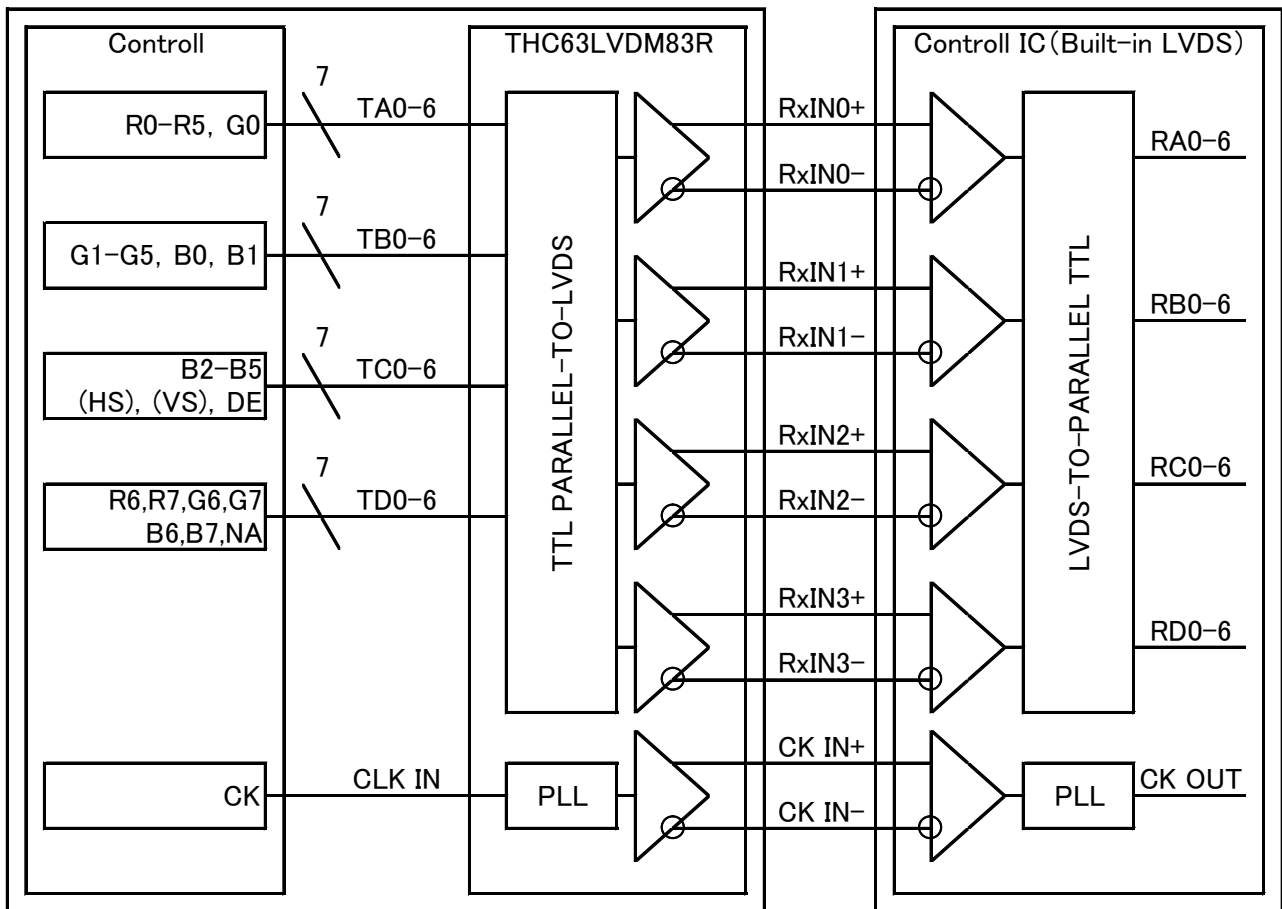 Controll
THC63LVDM83R
Controll IC(Built-in LVDS)
R0-R5, G0
7
TA0-6
RxIN0+
RxIN0-
RA0-6
G1-G5, B0, B1
7
TB0-6
RxIN1+
RxIN1-
RB0-6
B2-B5
(HS), (VS), DE
7
TC0-6
RxIN2+
RxIN2-
RC0-6
R6,R7,G6,G7
B6,B7,NA
7
TD0-6
RxIN3+
RxIN3-
RD0-6
TTL PARALLEL-TO-LVDS
LVDS-TO-PARALLEL TTL
CK
CLK IN
PLL
CK IN+
CK IN-
PLL
CK OUT